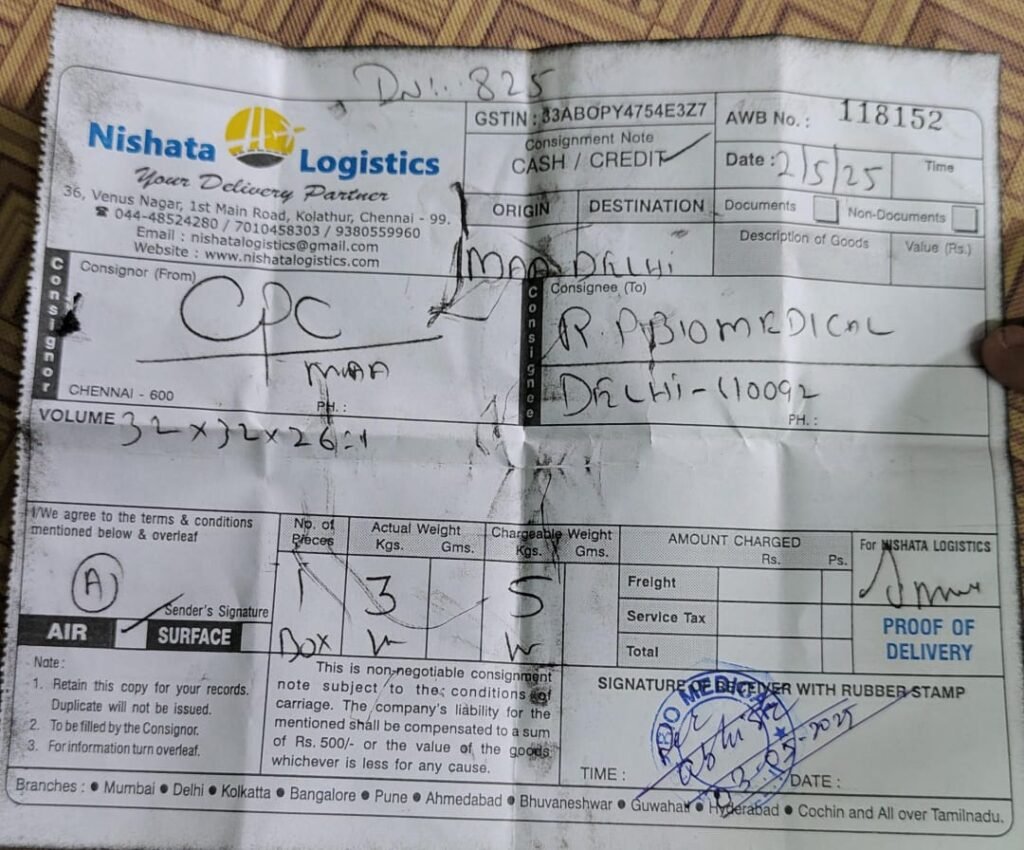 DN:. 825
Nishata Logistics
Your Delivery Partner
36, Venus Nagar, 1st Main Road, Kolathur, Chennai - 99.
☎ 044-48524280 / 7010458303 / 9380559960
Email : nishatalogistics@gmail.com
Website : www.nishatalogistics.com
GSTIN : 33ABOPY4754E3Z7
Consignment Note
CASH / CREDIT ✓
AWB No. : 118152
Date : 2/5/25 Time
ORIGIN DESTINATION
MAA DELHi
Documents Non-Documents
Description of Goods Value (Rs.)
Consignor
Consignor (From)
CPC
MAA
CHENNAI - 600
PH. :
Consignee
Consignee (To)
R.P BIOMEDICAL
DELHi-110092
PH. :
VOLUME 32 x 32 x 26 = 1
I/We agree to the terms & conditions
mentioned below & overleaf
A
Sender's Signature
AIR SURFACE
No. of Pieces
1
BOX
Actual Weight
Kgs. Gms.
3
Chargeable Weight
Kgs. Gms.
5
AMOUNT CHARGED
Rs. Ps.
Freight
Service Tax
Total
For NISHATA LOGISTICS
PROOF OF
DELIVERY
Note :
1. Retain this copy for your records.
Duplicate will not be issued.
2. To be filled by the Consignor.
3. For information turn overleaf.
This is non-negotiable consignment
note subject to the conditions of
carriage. The company's liability for the
mentioned shall be compensated to a sum
of Rs. 500/- or the value of the goods
whichever is less for any cause.
SIGNATURE OF RECEIVER WITH RUBBER STAMP
MEDICAL
03-05-2025
TIME : DATE :
Branches : ● Mumbai ● Delhi ● Kolkatta ● Bangalore ● Pune ● Ahmedabad ● Bhuvaneshwar ● Guwahati ● Hyderabad ● Cochin and All over Tamilnadu.